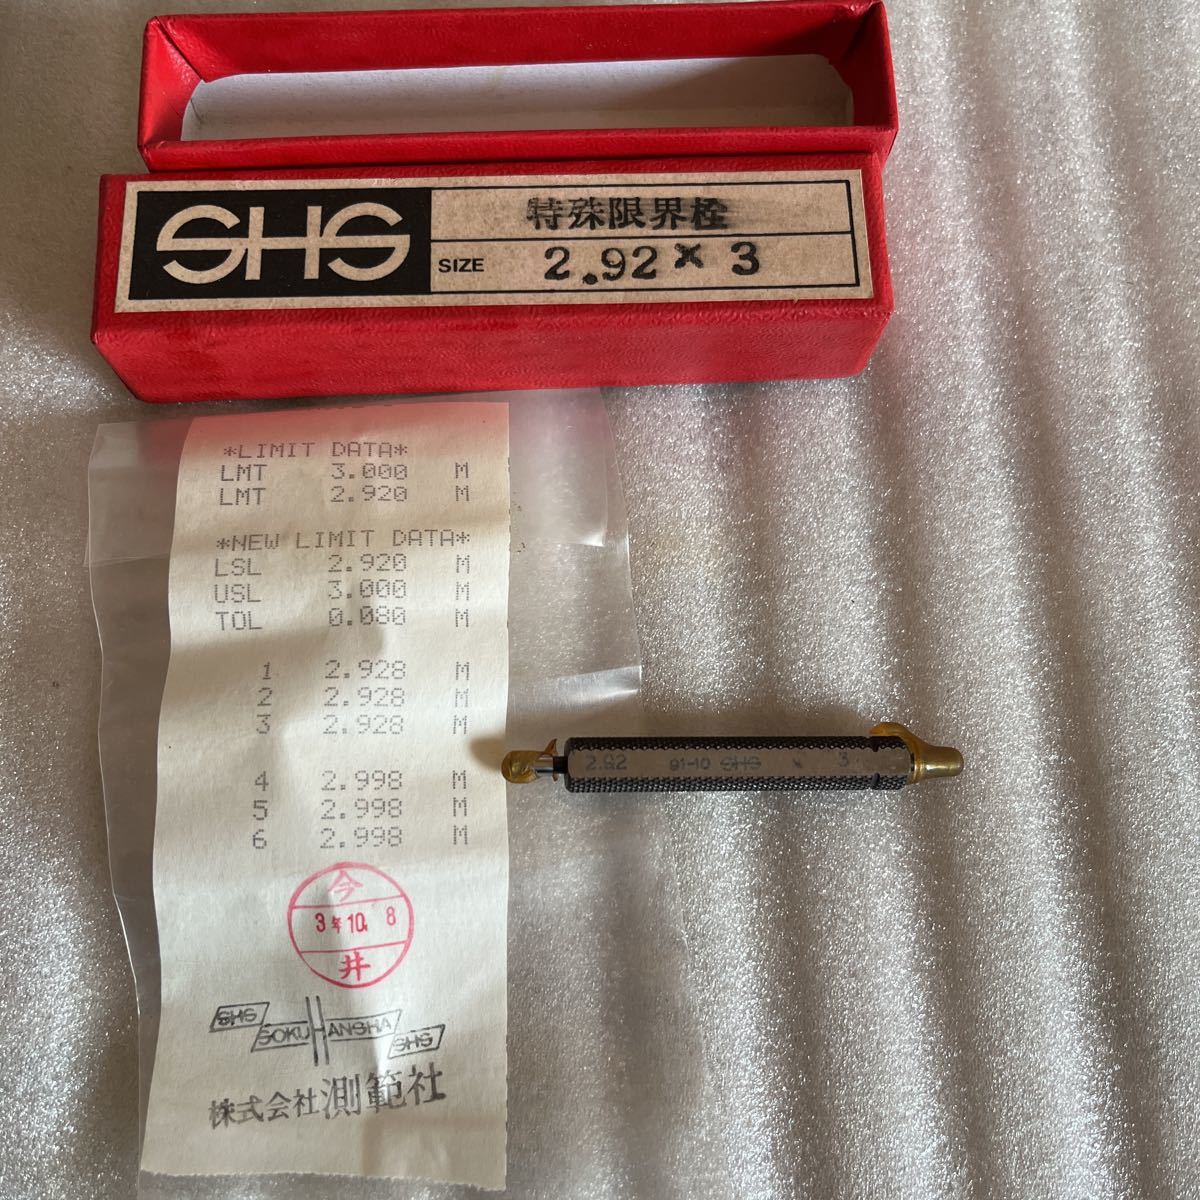 SHS
特殊限界栓
SIZE 2.92 × 3
*LIMIT DATA*
LMT 3.000 M
LMT 2.920 M
*NEW LIMIT DATA*
LSL 2.920 M
USL 3.000 M
TOL 0.080 M
1 2.928 M
2 2.928 M
3 2.928 M
4 2.998 M
5 2.998 M
6 2.998 M
今
3年10月 8
井
SHS SOKUHANSHA SHS
株式会社測範社
2.92 91-10 SHS × 3